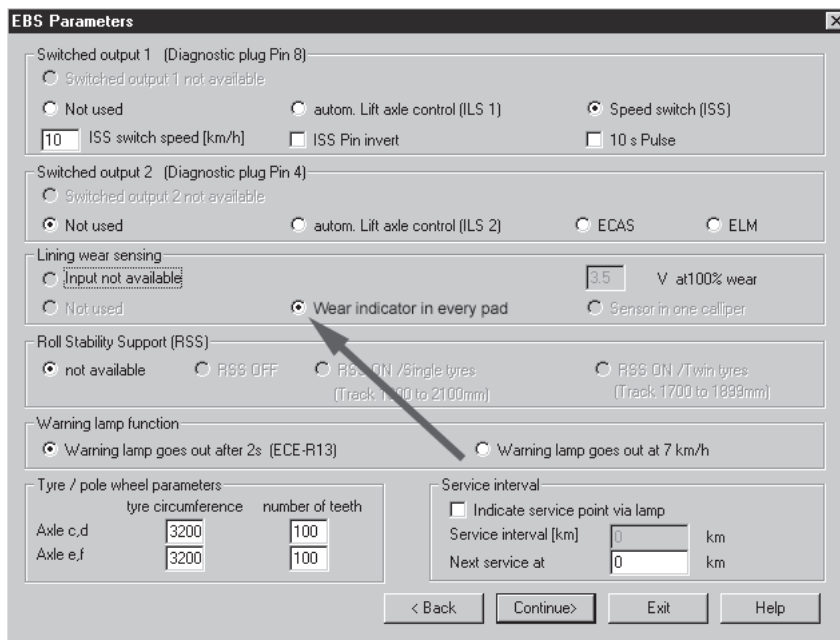 EBS Parameters
Switched output 1 (Diagnostic plug Pin 8)
Switched output 1 not available
Not used autom. Lift axle control (ILS 1) Speed switch (ISS)
10 ISS switch speed [km/h] ISS Pin invert 10 s Pulse
Switched output 2 (Diagnostic plug Pin 4)
Switched output 2 not available
Not used autom. Lift axle control (ILS 2) ECAS ELM
Lining wear sensing
Input not available 3.5 V at100% wear
Not used Wear indicator in every pad Sensor in one calliper
Roll Stability Support (RSS)
not available RSS OFF RSS ON /Single tyres RSS ON /Twin tyres
(Track to 2100mm) (Track 1700 to 1899mm)
Warning lamp function
Warning lamp goes out after 2s (ECE-R13) Warning lamp goes out at 7 km/h
Tyre / pole wheel parameters
tyre circumference number of teeth
Axle c,d 3200 100
Axle e,f 3200 100
Service interval
Indicate service point via lamp
Service interval [km] 0 km
Next service at 0 km
< Back Continue> Exit Help